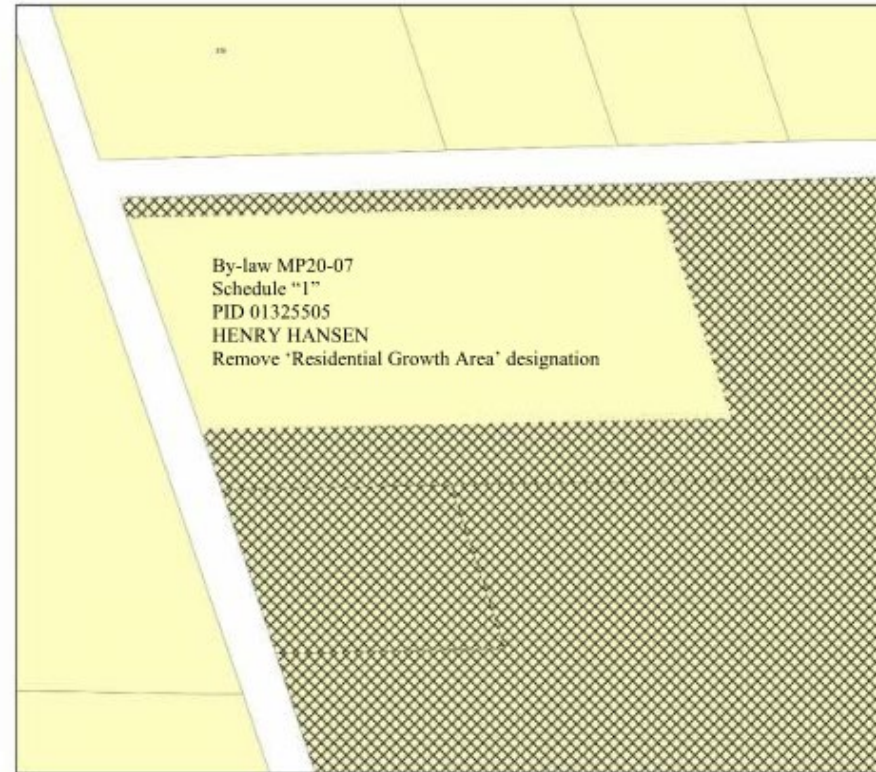 By-law MP20-07
Schedule “1”
PID 01325505
HENRY HANSEN
Remove ‘Residential Growth Area’ designation